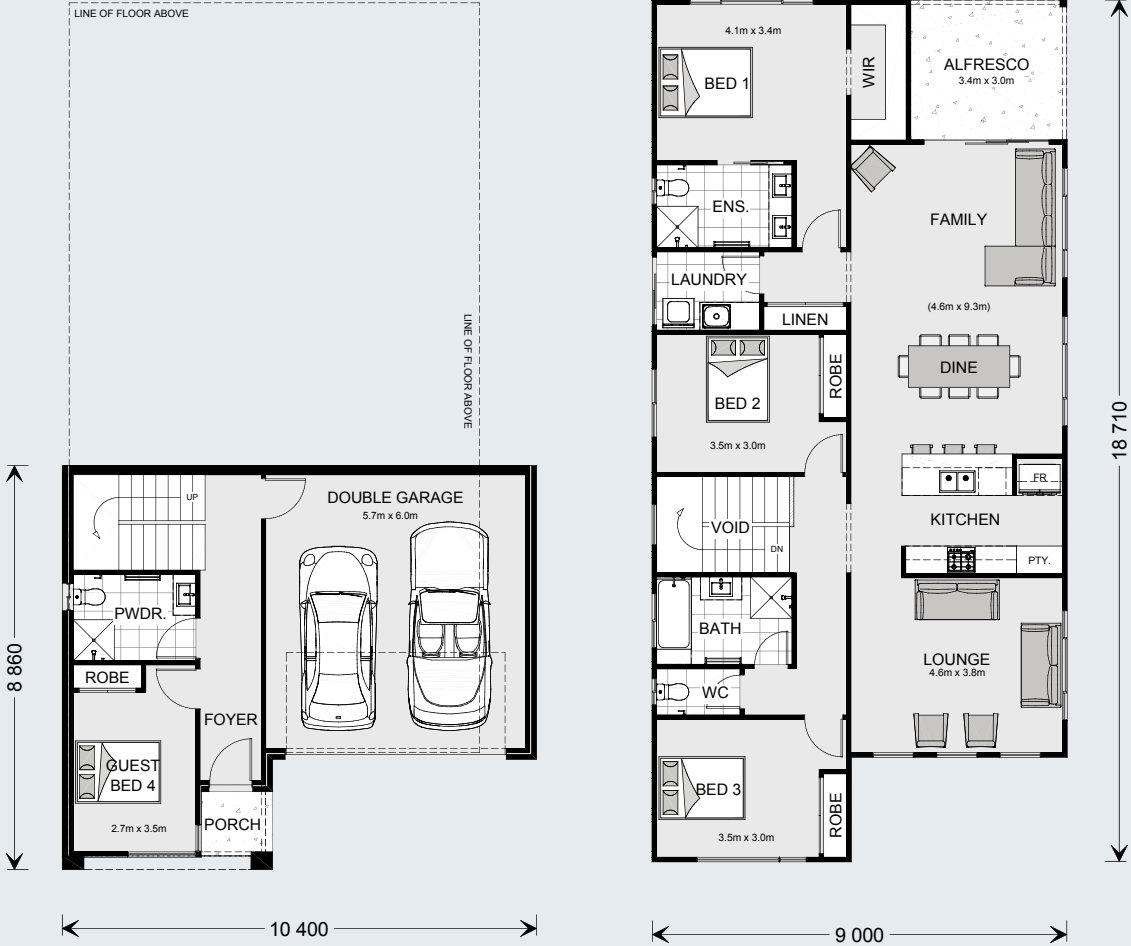 LINE OF FLOOR ABOVE
LINE OF FLOOR ABOVE
UP
DOUBLE GARAGE
5.7m x 6.0m
PWDR.
ROBE
FOYER
GUEST
BED 4
2.7m x 3.5m
PORCH
8 860
10 400
4.1m x 3.4m
BED 1
WIR
ALFRESCO
3.4m x 3.0m
ENS.
FAMILY
LAUNDRY
LINEN
(4.6m x 9.3m)
BED 2
ROBE
DINE
3.5m x 3.0m
FR
VOID
DN
KITCHEN
PTY.
BATH
LOUNGE
4.6m x 3.8m
WC
BED 3
ROBE
3.5m x 3.0m
18 710
9 000